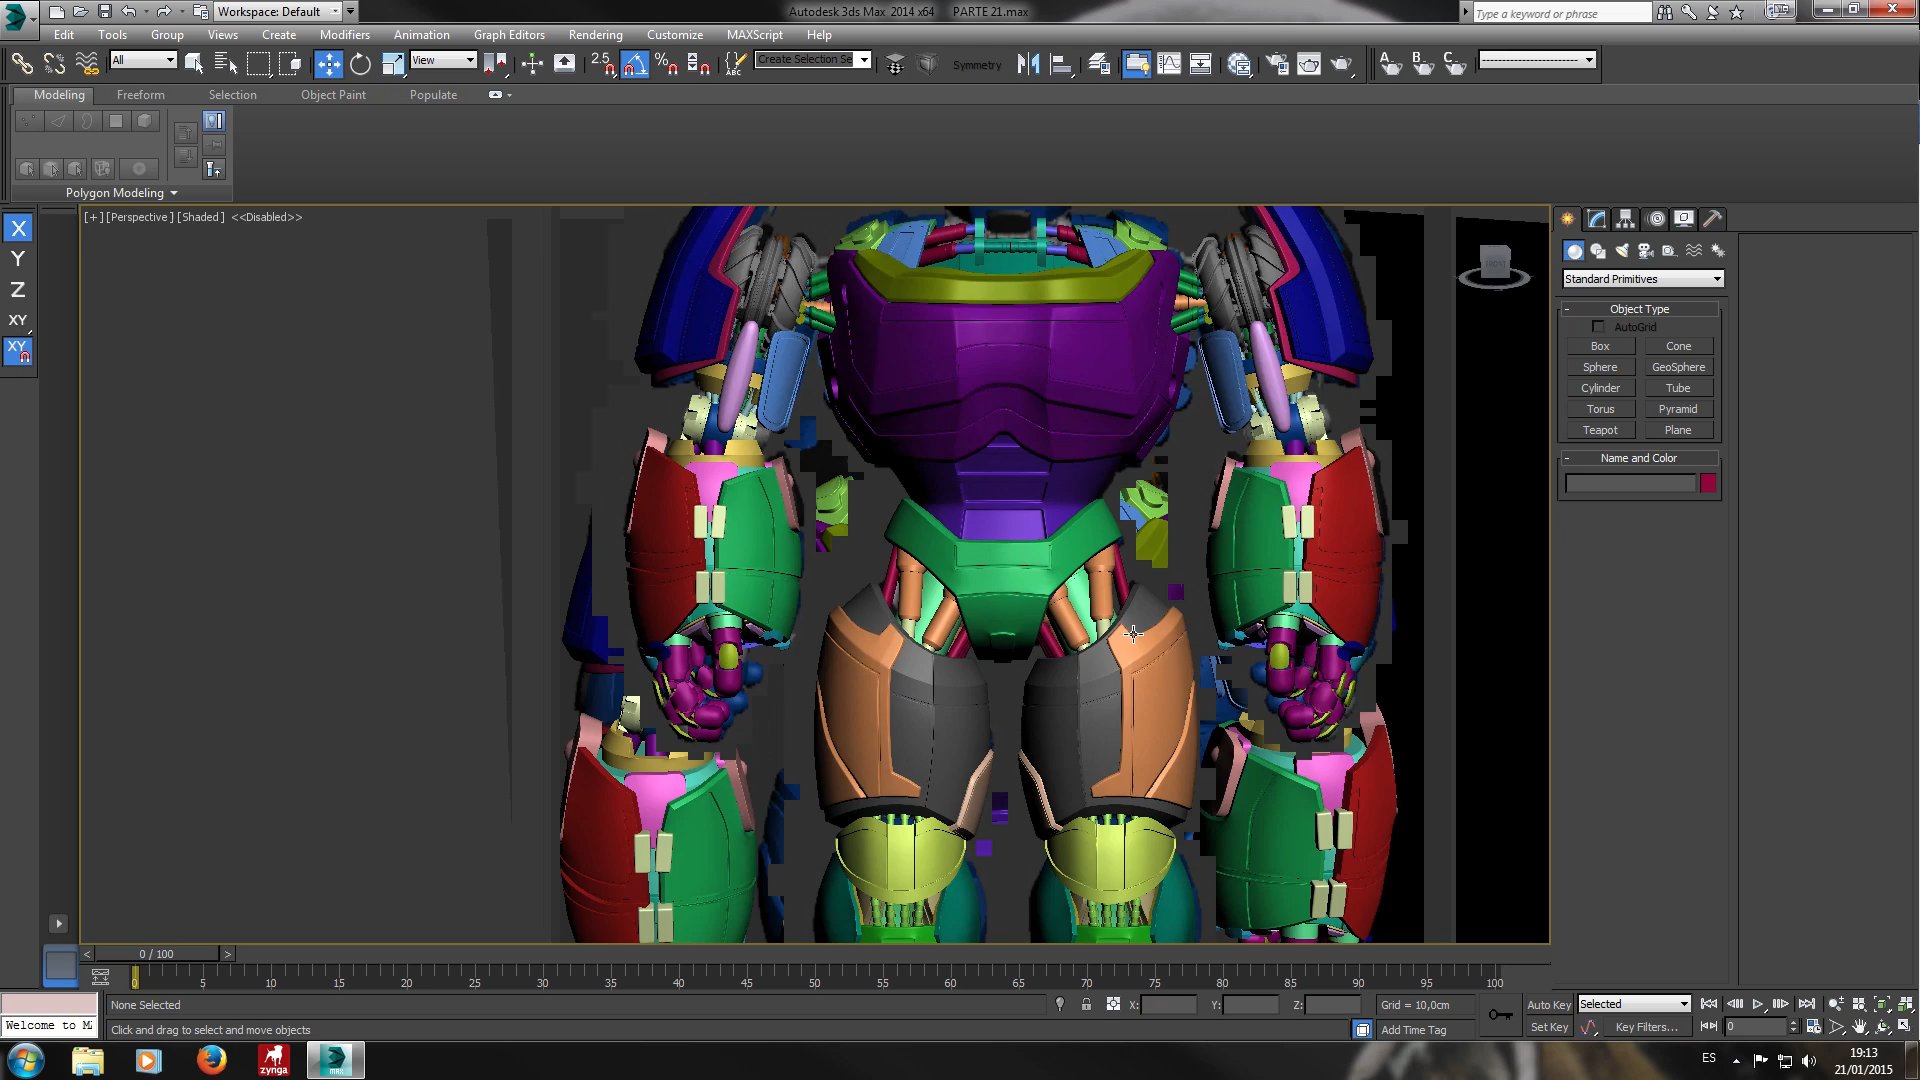 Workspace: Default
Autodesk 3ds Max  2014 x64    PARTE 21.max
Type a keyword or phrase
Edit Tools Group Views Create Modifiers Animation Graph Editors Rendering Customize MAXScript Help
All
View
2.5
%
ABC
Create Selection Se
Symmetry
A...
B...
C...
Modeling Freeform Selection Object Paint Populate
Polygon Modeling
X
Y
Z
XY
XY
[+] [Perspective] [Shaded] <<Disabled>>
FRONT
Standard Primitives
- Object Type
AutoGrid
Box Cone
Sphere GeoSphere
Cylinder Tube
Torus Pyramid
Teapot Plane
- Name and Color
< 0 / 100 >
0 5 10 15 20 25 30 35 40 45 50 55 60 65 70 75 80 85 90 95 100
None Selected
X: Y: Z:
Grid = 10,0cm
Auto Key
Selected
Welcome to M
Click and drag to select and move objects
Add Time Tag
Set Key
Key Filters...
0
zynga
MAX
ES
19:13
21/01/2015